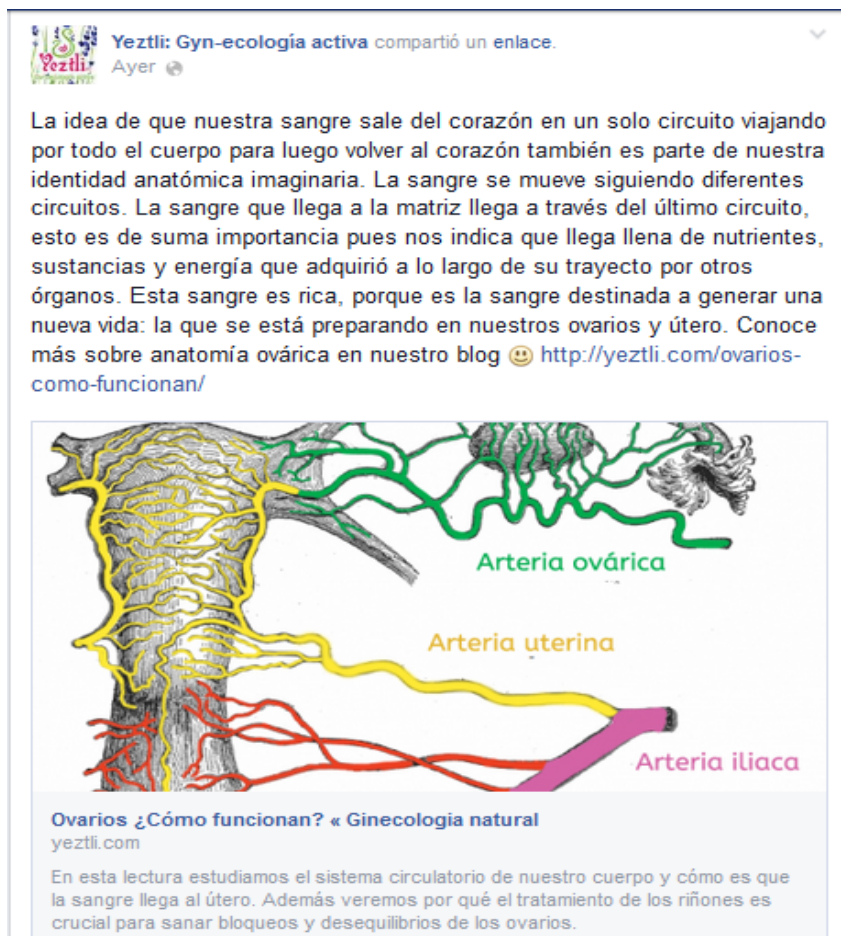 Yeztli
Yeztli: Gyn-ecología activa compartió un enlace.
Ayer
La idea de que nuestra sangre sale del corazón en un solo circuito viajando
por todo el cuerpo para luego volver al corazón también es parte de nuestra
identidad anatómica imaginaria. La sangre se mueve siguiendo diferentes
circuitos. La sangre que llega a la matriz llega a través del último circuito,
esto es de suma importancia pues nos indica que llega llena de nutrientes,
sustancias y energía que adquirió a lo largo de su trayecto por otros
órganos. Esta sangre es rica, porque es la sangre destinada a generar una
nueva vida: la que se está preparando en nuestros ovarios y útero. Conoce
más sobre anatomía ovárica en nuestro blog http://yeztli.com/ovarios-
como-funcionan/
Arteria ovárica
Arteria uterina
Arteria iliaca
Ovarios ¿Cómo funcionan? « Ginecologia natural
yeztli.com
En esta lectura estudiamos el sistema circulatorio de nuestro cuerpo y cómo es que
la sangre llega al útero. Además veremos por qué el tratamiento de los riñones es
crucial para sanar bloqueos y desequilibrios de los ovarios.